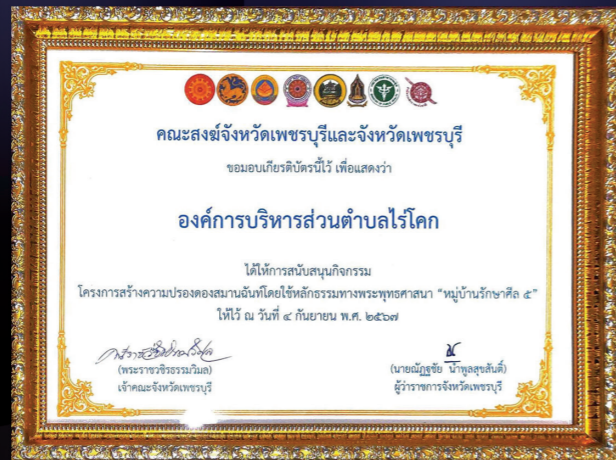 คณะสงฆ์จังหวัดเพชรบุรีและจังหวัดเพชรบุรี
ขอมอบเกียรติบัตรนี้ไว้ เพื่อแสดงว่า
องค์การบริหารส่วนตำบลไร่โคก
ได้ให้การสนับสนุนกิจกรรม
โครงการสร้างความปรองดองสมานฉันท์โดยใช้หลักธรรมทางพระพุทธศาสนา “หมู่บ้านรักษาศีล ๕”
ให้ไว้ ณ วันที่ ๔ กันยายน พ.ศ. ๒๕๖๗
(พระราชวชิรธรรมวิมล)
เจ้าคณะจังหวัดเพชรบุรี
(นายณัฏฐชัย นำพูลสุขสันติ์)
ผู้ว่าราชการจังหวัดเพชรบุรี